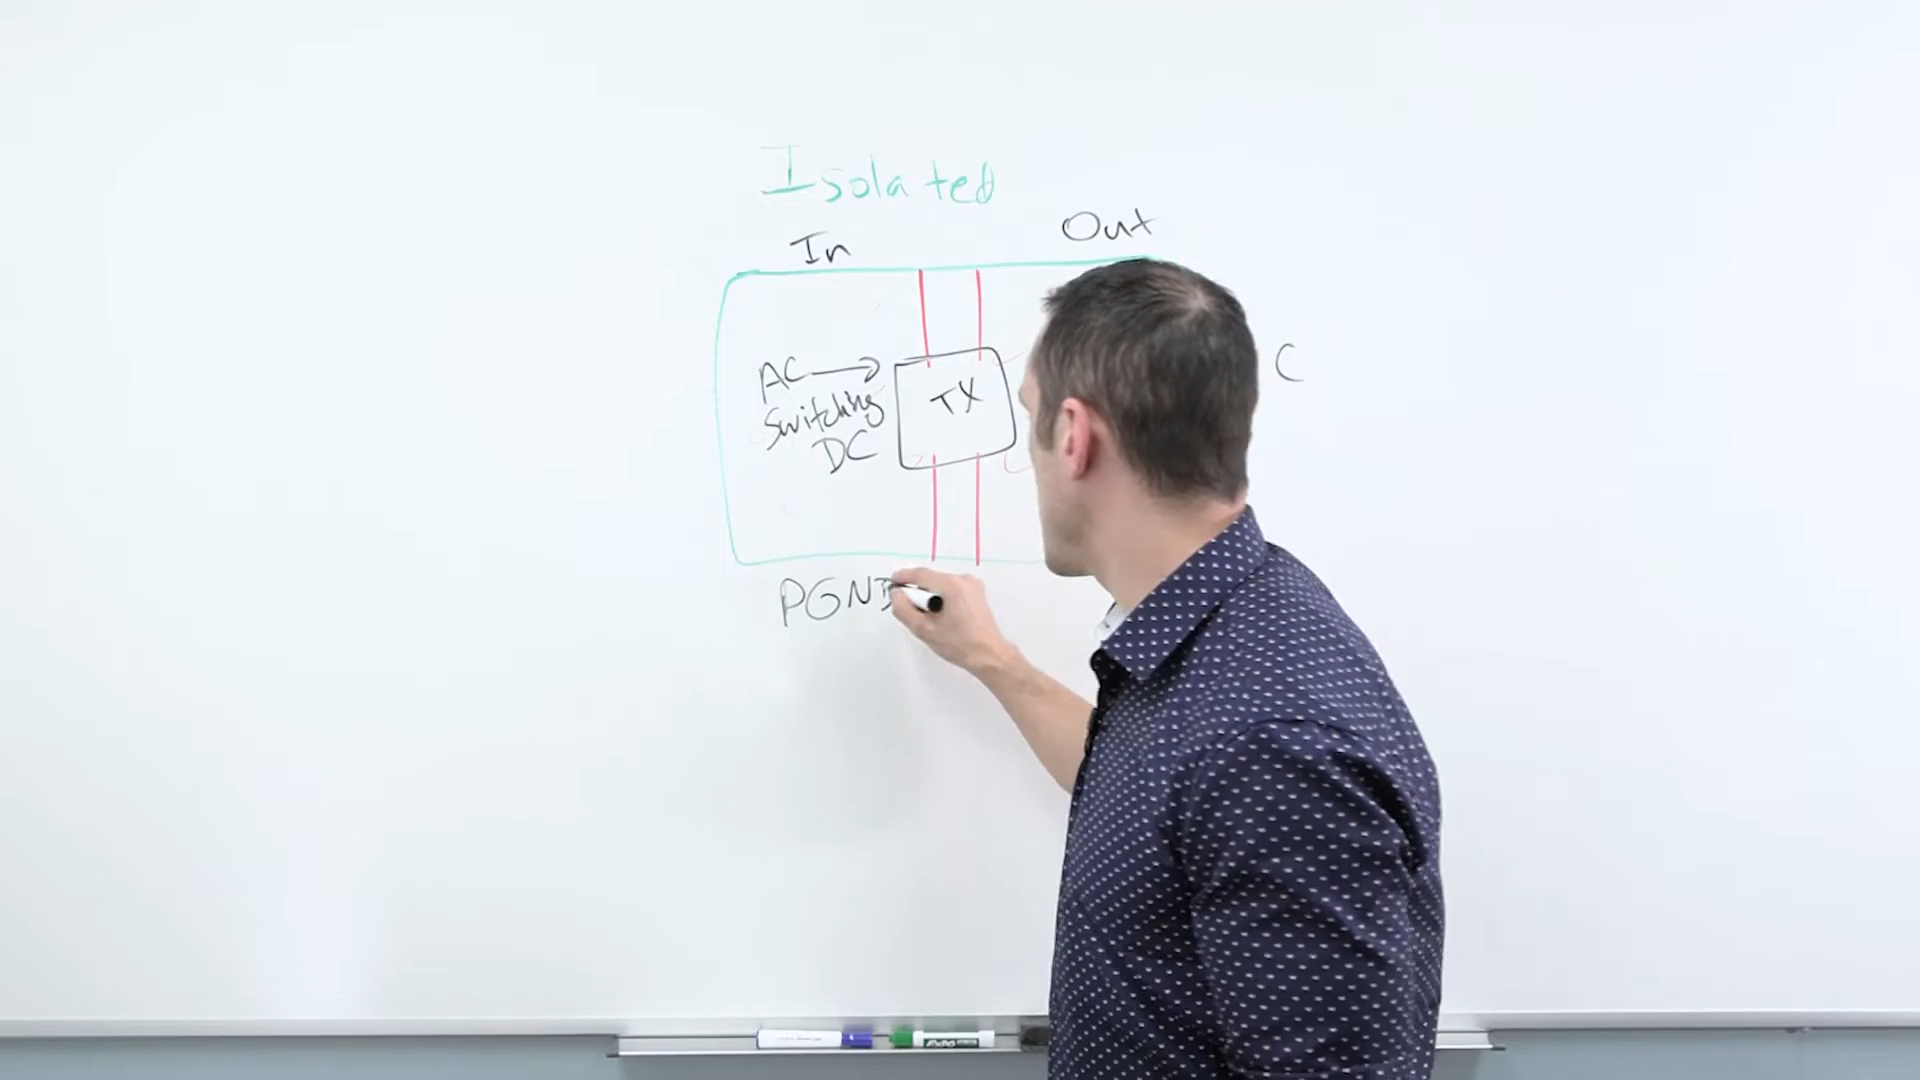 Isolated
In
Out
AC
TX
C
Switching
DC
PGND